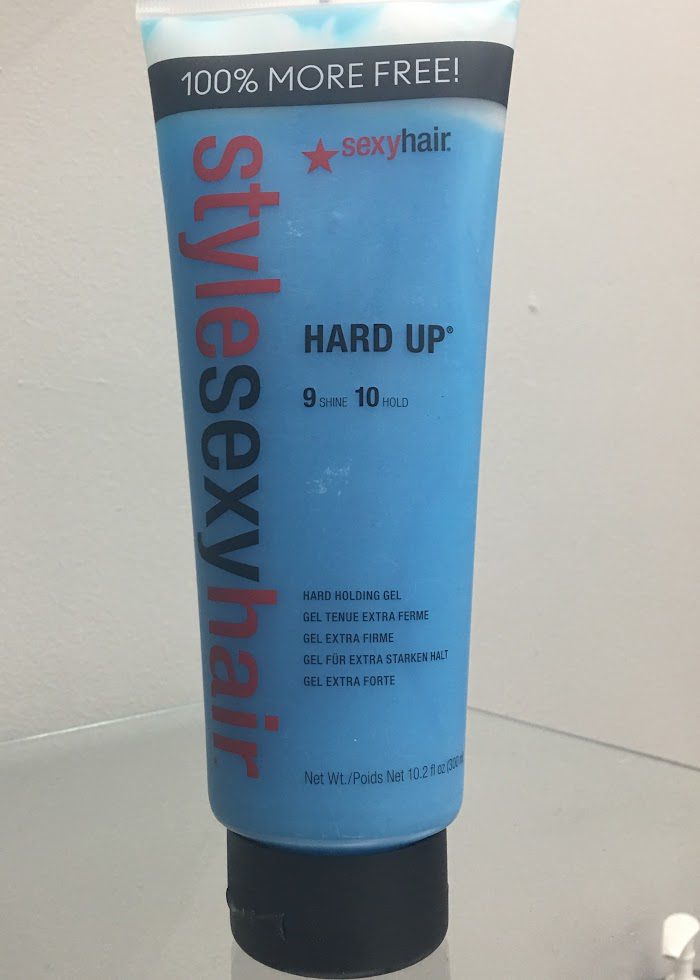 100% MORE FREE!
sexyhair.
stylesexyhair
HARD UP®
9 SHINE 10 HOLD
HARD HOLDING GEL
GEL TENUE EXTRA FERME
GEL EXTRA FIRME
GEL FÜR EXTRA STARKEN HALT
GEL EXTRA FORTE
Net Wt./Poids Net 10.2 fl oz (300